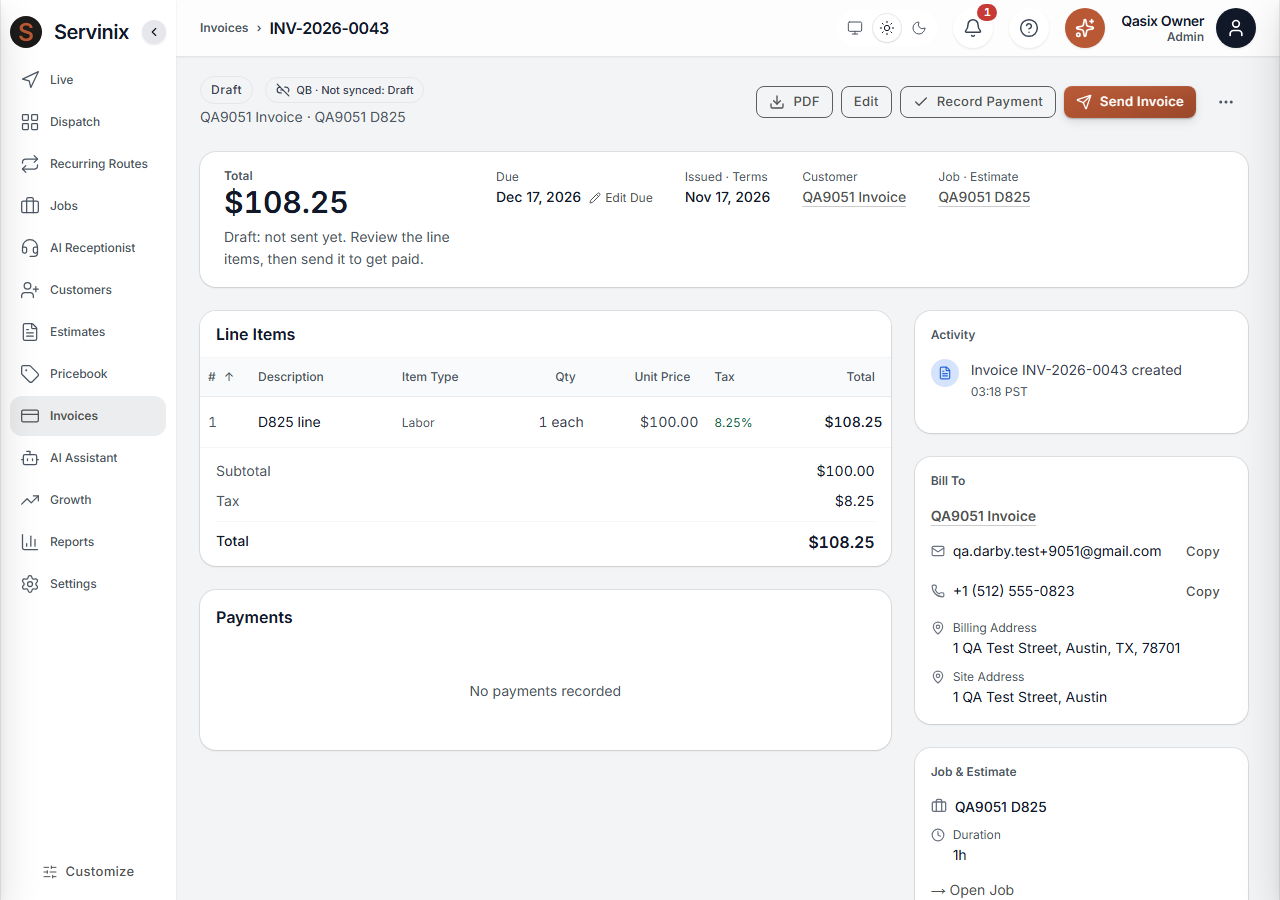 S Servinix
Live
Dispatch
Recurring Routes
Jobs
AI Receptionist
Customers
Estimates
Pricebook
Invoices
AI Assistant
Growth
Reports
Settings
Customize
Invoices › INV-2026-0043
1
Qasix Owner
Admin
Draft
QB · Not synced: Draft
QA9051 Invoice · QA9051 D825
PDF
Edit
Record Payment
Send Invoice
Total
$108.25
Draft: not sent yet. Review the line
items, then send it to get paid.
Due
Dec 17, 2026 Edit Due
Issued · Terms
Nov 17, 2026
Customer
QA9051 Invoice
Job · Estimate
QA9051 D825
Line Items
# ↑ Description Item Type Qty Unit Price Tax Total
1 D825 line Labor 1 each $100.00 8.25% $108.25
Subtotal $100.00
Tax $8.25
Total $108.25
Payments
No payments recorded
Activity
Invoice INV-2026-0043 created
03:18 PST
Bill To
QA9051 Invoice
qa.darby.test+9051@gmail.com Copy
+1 (512) 555-0823 Copy
Billing Address
1 QA Test Street, Austin, TX, 78701
Site Address
1 QA Test Street, Austin
Job & Estimate
QA9051 D825
Duration
1h
→ Open Job